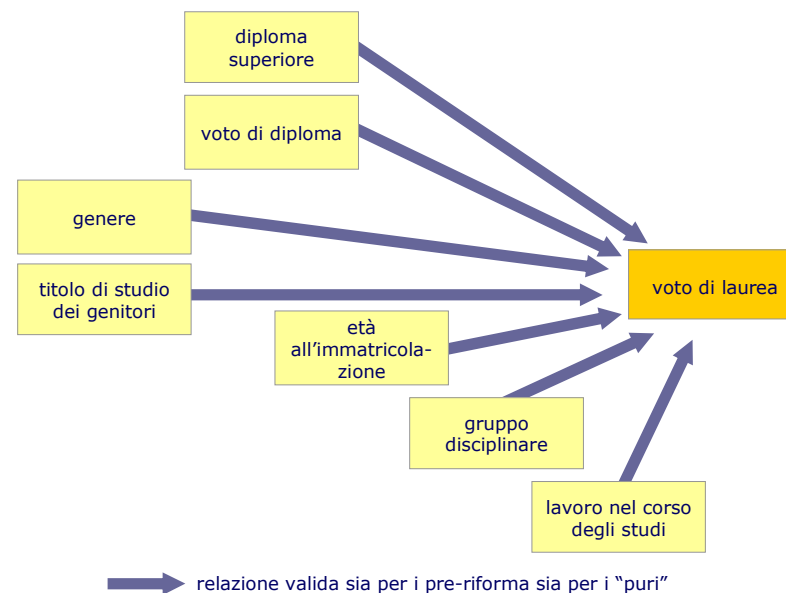 diploma
superiore
voto di diploma
genere
titolo di studio
dei genitori
voto di laurea
età
all'immatricola-
zione
gruppo
disciplinare
lavoro nel corso
degli studi
relazione valida sia per i pre-riforma sia per i “puri”